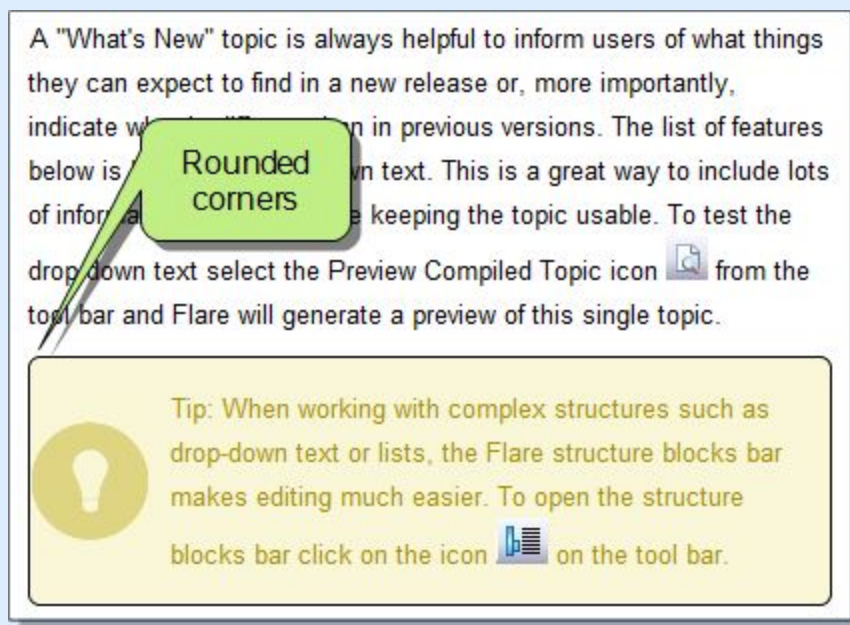 A "What's New" topic is always helpful to inform users of what things
they can expect to find in a new release or, more importantly,
indicate in previous versions. The list of features
below is text. This is a great way to include lots
of keeping the topic usable. To test the
drop down text select the Preview Compiled Topic icon from the
tool bar and Flare will generate a preview of this single topic.
Rounded
corners
Tip: When working with complex structures such as
drop-down text or lists, the Flare structure blocks bar
makes editing much easier. To open the structure
blocks bar click on the icon on the tool bar.